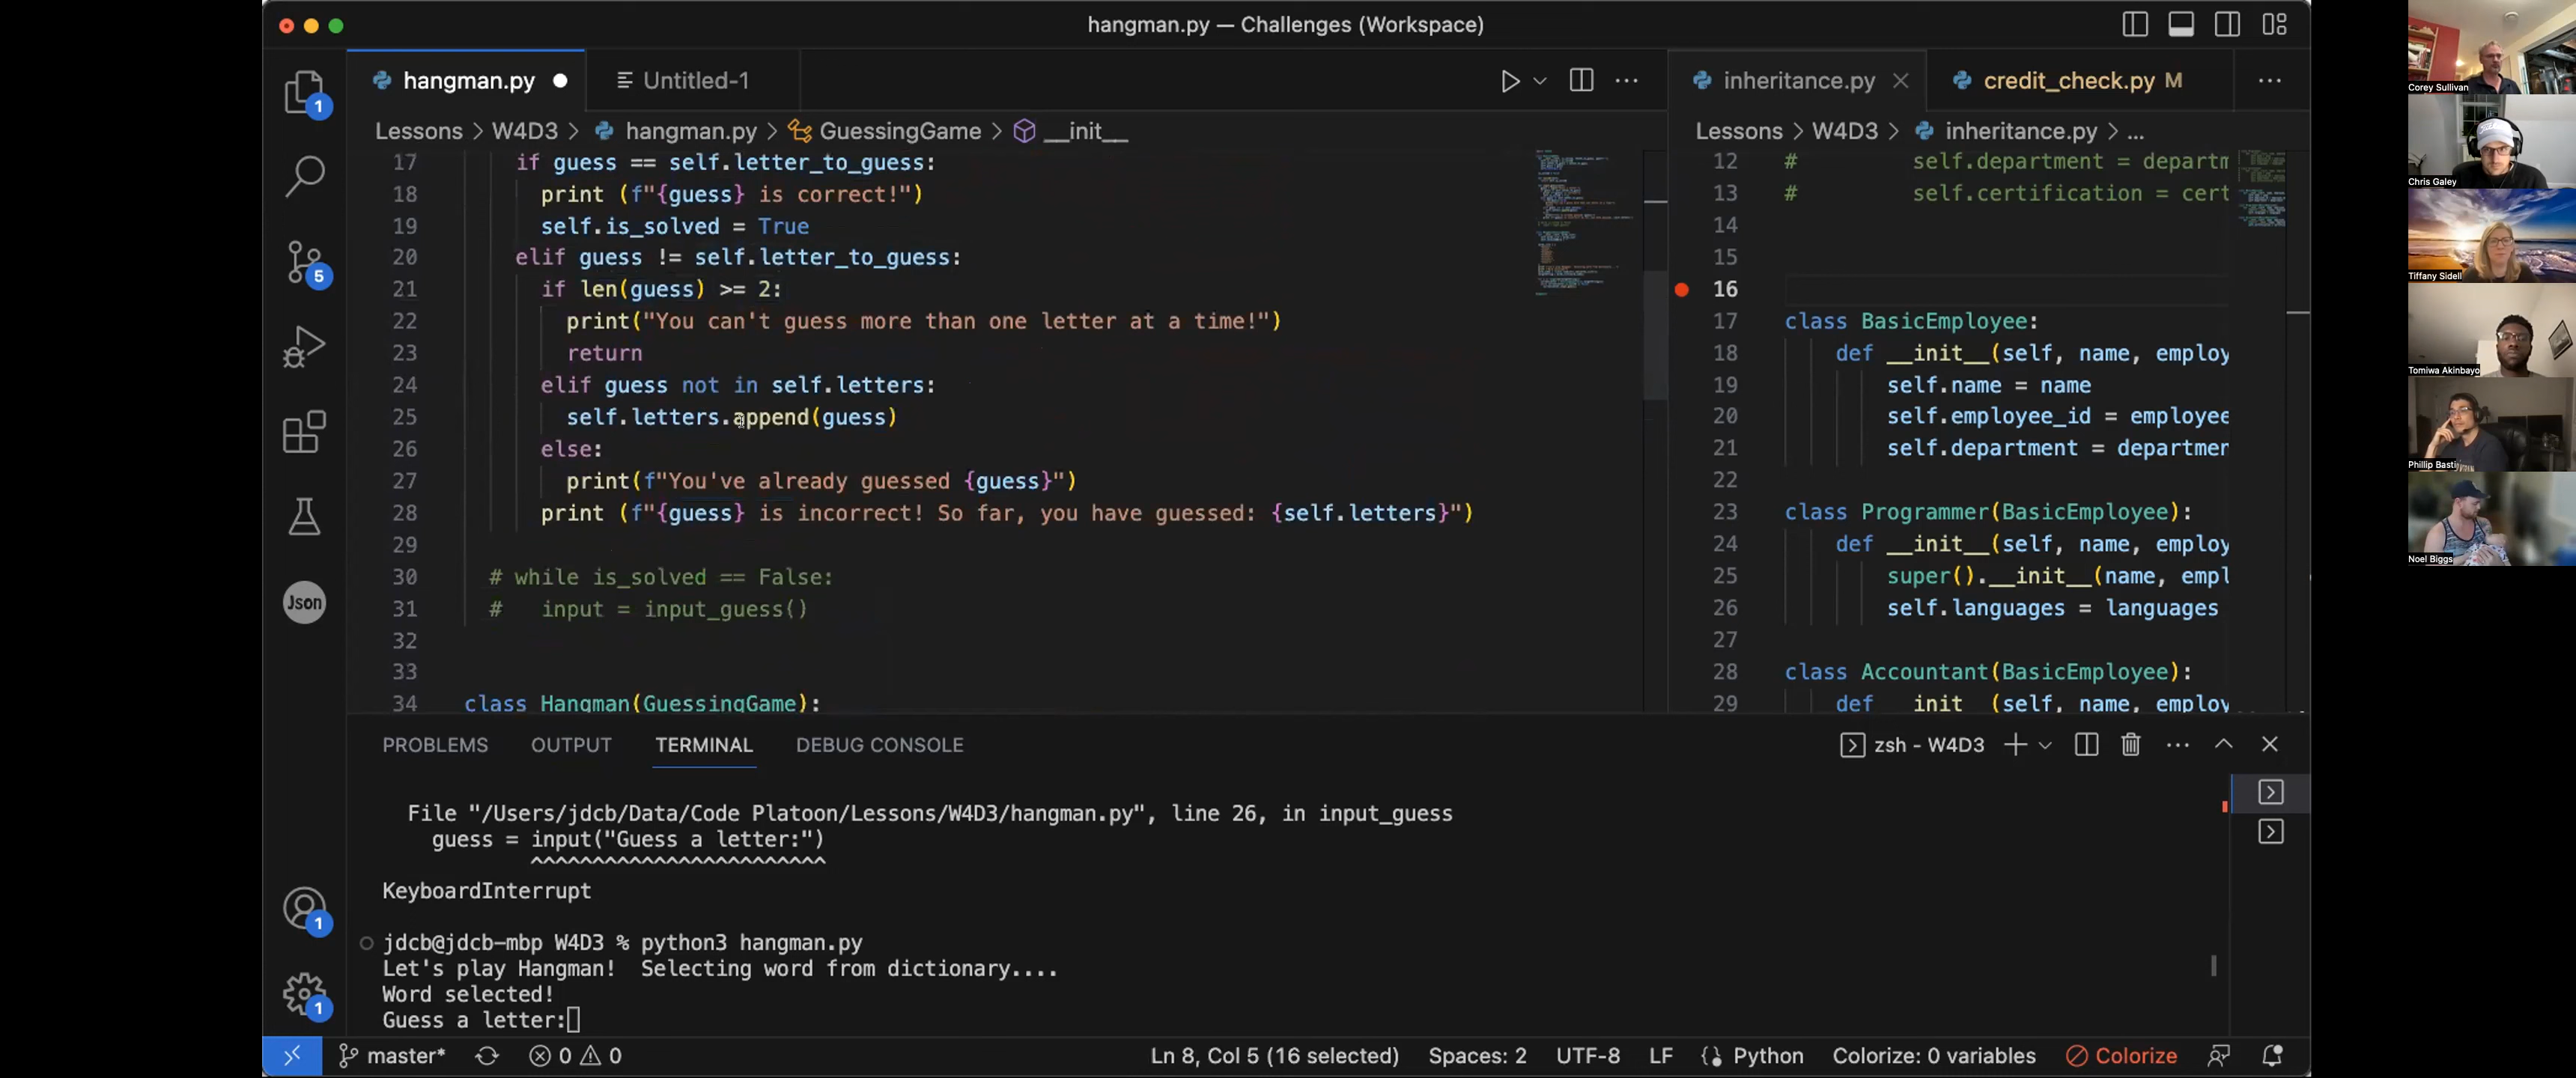 hangman.py — Challenges (Workspace)
hangman.py
Untitled-1
inheritance.py
credit_check.py M
1
5
Json
1
1
Lessons > W4D3 > hangman.py > GuessingGame > __init__
17 if guess == self.letter_to_guess:
18 print (f"{guess} is correct!")
19 self.is_solved = True
20 elif guess != self.letter_to_guess:
21 if len(guess) >= 2:
22 print("You can't guess more than one letter at a time!")
23 return
24 elif guess not in self.letters:
25 self.letters.append(guess)
26 else:
27 print(f"You've already guessed {guess}")
28 print (f"{guess} is incorrect! So far, you have guessed: {self.letters}")
29
30 # while is_solved == False:
31 # input = input_guess()
32
33
34 class Hangman(GuessingGame):
Lessons > W4D3 > inheritance.py > ...
12 # self.department = departm
13 # self.certification = cert
14
15
16
17 class BasicEmployee:
18 def __init__(self, name, employ
19 self.name = name
20 self.employee_id = employee
21 self.department = departmen
22
23 class Programmer(BasicEmployee):
24 def __init__(self, name, employ
25 super().__init__(name, empl
26 self.languages = languages
27
28 class Accountant(BasicEmployee):
29 def __init__(self, name, employ
PROBLEMS OUTPUT TERMINAL DEBUG CONSOLE
zsh - W4D3
File "/Users/jdcb/Data/Code Platoon/Lessons/W4D3/hangman.py", line 26, in input_guess
guess = input("Guess a letter:")
^^^^^^^^^^^^^^^^^^^^^^^
KeyboardInterrupt
jdcb@jdcb-mbp W4D3 % python3 hangman.py
Let's play Hangman!  Selecting word from dictionary....
Word selected!
Guess a letter:
master* 0 0 Ln 8, Col 5 (16 selected) Spaces: 2 UTF-8 LF Python Colorize: 0 variables Colorize
Corey Sullivan
Chris Galey
Tiffany Sidell
Tomiwa Akinbayo
Phillip Basti
Noel Biggs